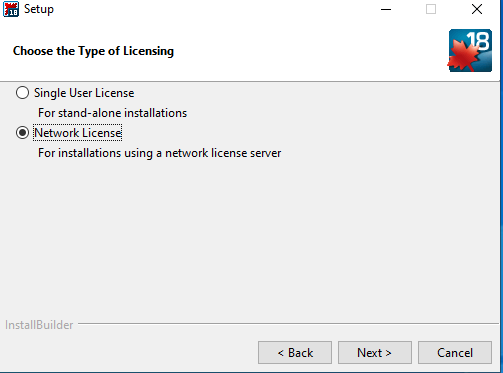 18 Setup
Choose the Type of Licensing
18
Single User License
For stand-alone installations
Network License
For installations using a network license server
InstallBuilder
< Back
Next >
Cancel